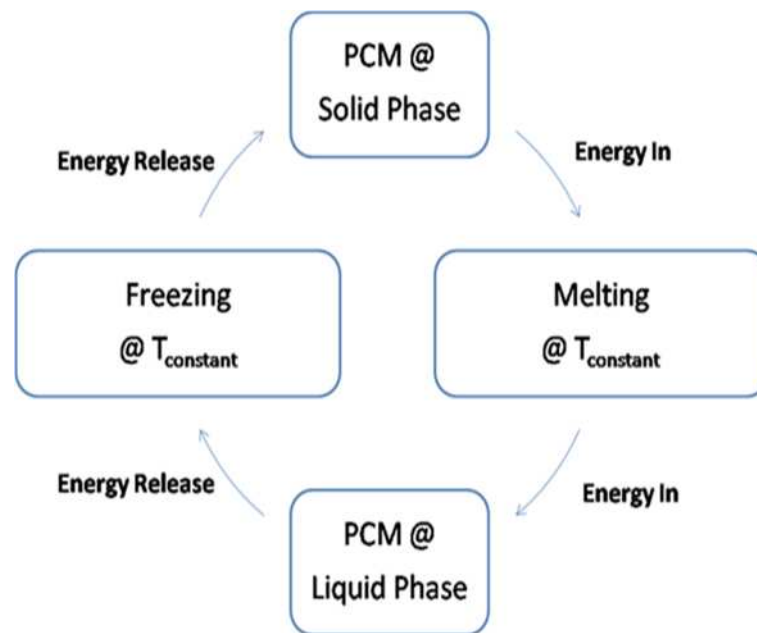 PCM @
Solid Phase
Energy Release
Energy In
Freezing
@ Tconstant
Melting
@ Tconstant
Energy Release
Energy In
PCM @
Liquid Phase